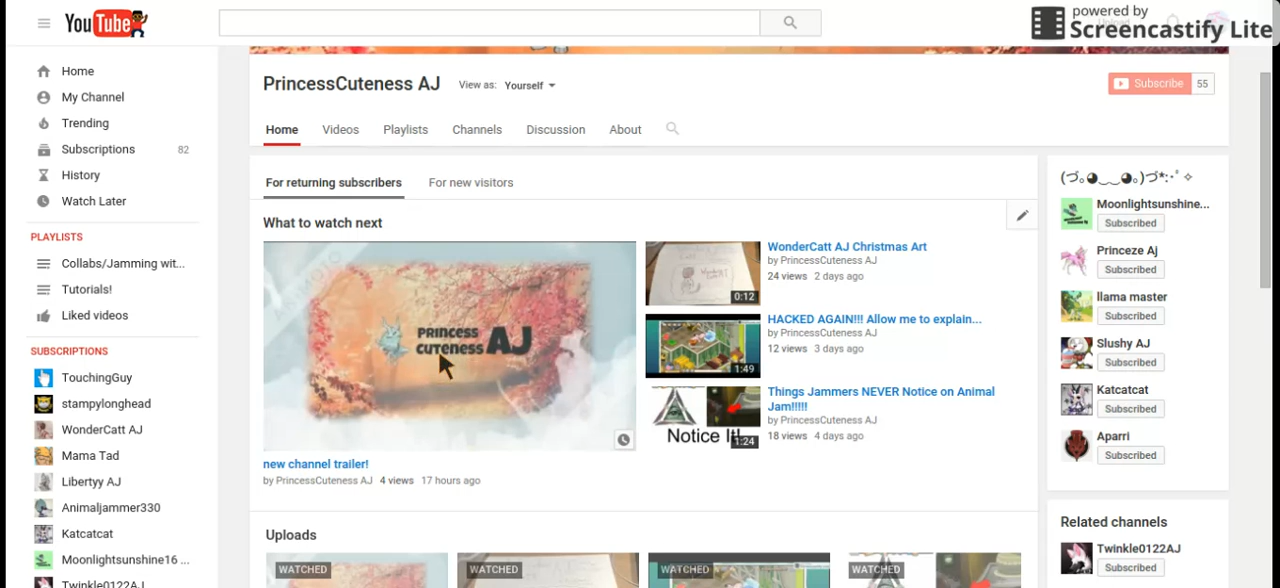 YouTube
powered by
Screencastify Lite
Home
My Channel
Trending
Subscriptions 82
History
Watch Later
PLAYLISTS
Collabs/Jamming wit...
Tutorials!
Liked videos
SUBSCRIPTIONS
TouchingGuy
stampylonghead
WonderCatt AJ
Mama Tad
Libertyy AJ
Animaljammer330
Katcatcat
Moonlightsunshine16 ...
Twinkle0122AJ
PrincessCuteness AJ View as: Yourself
Subscribe 55
Home Videos Playlists Channels Discussion About
For returning subscribers For new visitors
What to watch next
PRINCESS
CUTENESS AJ
new channel trailer!
by PrincessCuteness AJ 4 views 17 hours ago
0:12
WonderCatt AJ Christmas Art
by PrincessCuteness AJ
24 views 2 days ago
1:49
HACKED AGAIN!!! Allow me to explain...
by PrincessCuteness AJ
12 views 3 days ago
Notice It!
1:24
Things Jammers NEVER Notice on Animal
Jam!!!!!
by PrincessCuteness AJ
18 views 4 days ago
Uploads
WATCHED WATCHED WATCHED WATCHED
(づ｡◕‿‿◕｡)づ*:･ﾟ✧
Moonlightsunshine...
Subscribed
Princeze Aj
Subscribed
llama master
Subscribed
Slushy AJ
Subscribed
Katcatcat
Subscribed
Aparri
Subscribed
Related channels
Twinkle0122AJ
Subscribed